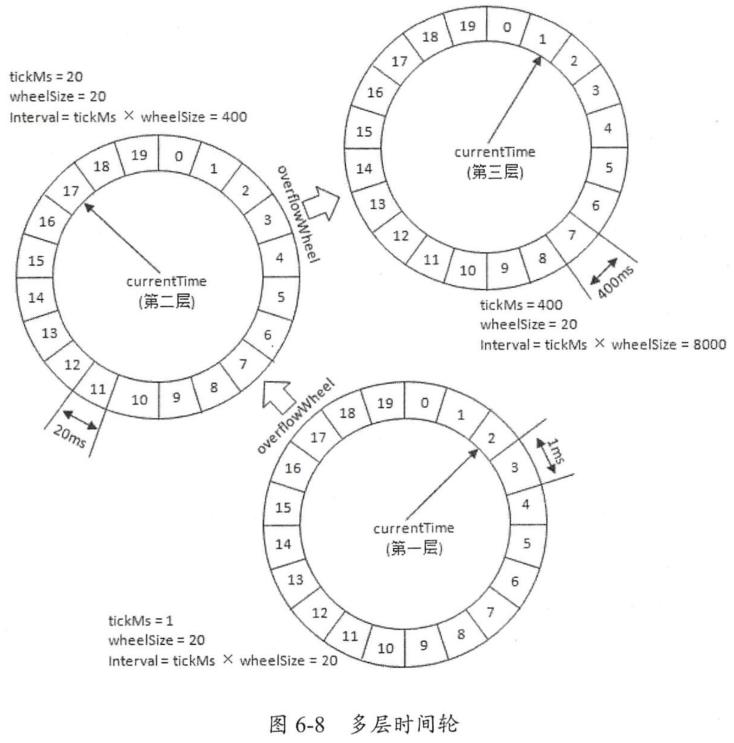 tickMs = 20
wheelSize = 20
Interval = tickMs × wheelSize = 400
0
1
2
3
4
5
6
7
8
9
10
11
12
13
14
15
16
17
18
19
currentTime
(第二层)
20ms
overflowWheel
0
1
2
3
4
5
6
7
8
9
10
11
12
13
14
15
16
17
18
19
currentTime
(第三层)
400ms
tickMs = 400
wheelSize = 20
Interval = tickMs × wheelSize = 8000
overflowWheel
0
1
2
3
4
5
6
7
8
9
10
11
12
13
14
15
16
17
18
19
currentTime
(第一层)
1ms
tickMs = 1
wheelSize = 20
Interval = tickMs × wheelSize = 20
图 6-8 多层时间轮